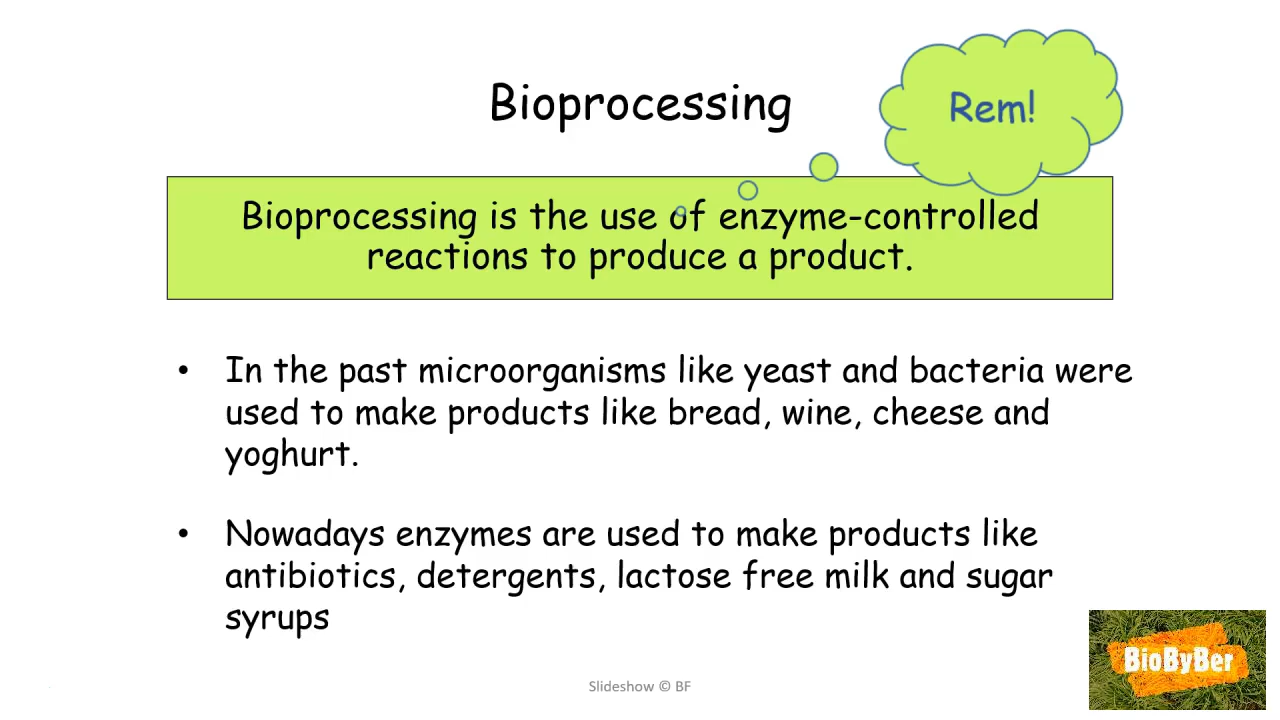 Bioprocessing
Rem!
Bioprocessing is the use of enzyme-controlled
reactions to produce a product.
• In the past microorganisms like yeast and bacteria were
used to make products like bread, wine, cheese and
yoghurt.
• Nowadays enzymes are used to make products like
antibiotics, detergents, lactose free milk and sugar
syrups
BioByBer
Slideshow © BF